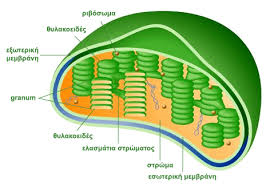 ριβόσωμα
θυλακοειδές
εξωτερική
μεμβράνη
granum
θυλακοειδές
ελασμάτια στρώματος
στρώμα
εσωτερική μεμβράνη